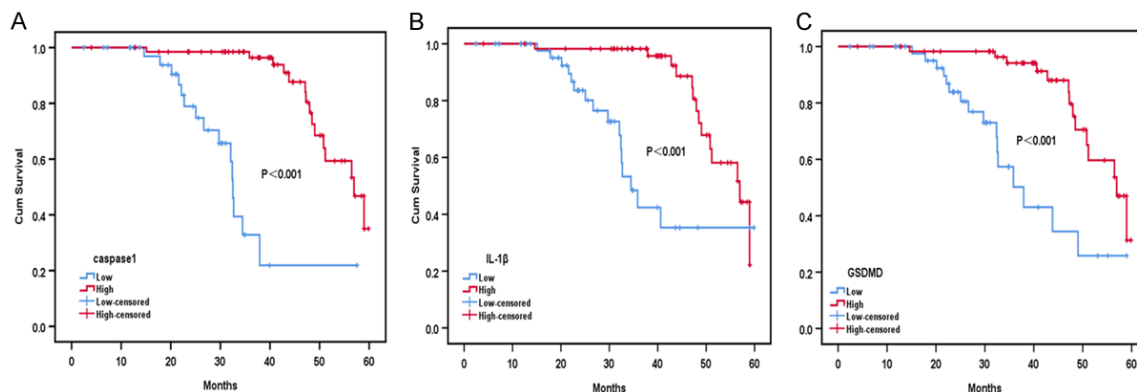 A
Cum Survival
1.0
0.8
0.6
0.4
0.2
0.0
P＜0.001
caspase1
Low
High
Low-censored
High-censored
0 10 20 30 40 50 60
Months
B
Cum Survival
1.0
0.8
0.6
0.4
0.2
0.0
P＜0.001
IL-1β
Low
High
Low-censored
High-censored
0 10 20 30 40 50 60
Months
C
Cum Survival
1.0
0.8
0.6
0.4
0.2
0.0
P＜0.001
GSDMD
Low
High
Low-censored
High-censored
0 10 20 30 40 50 60
Months